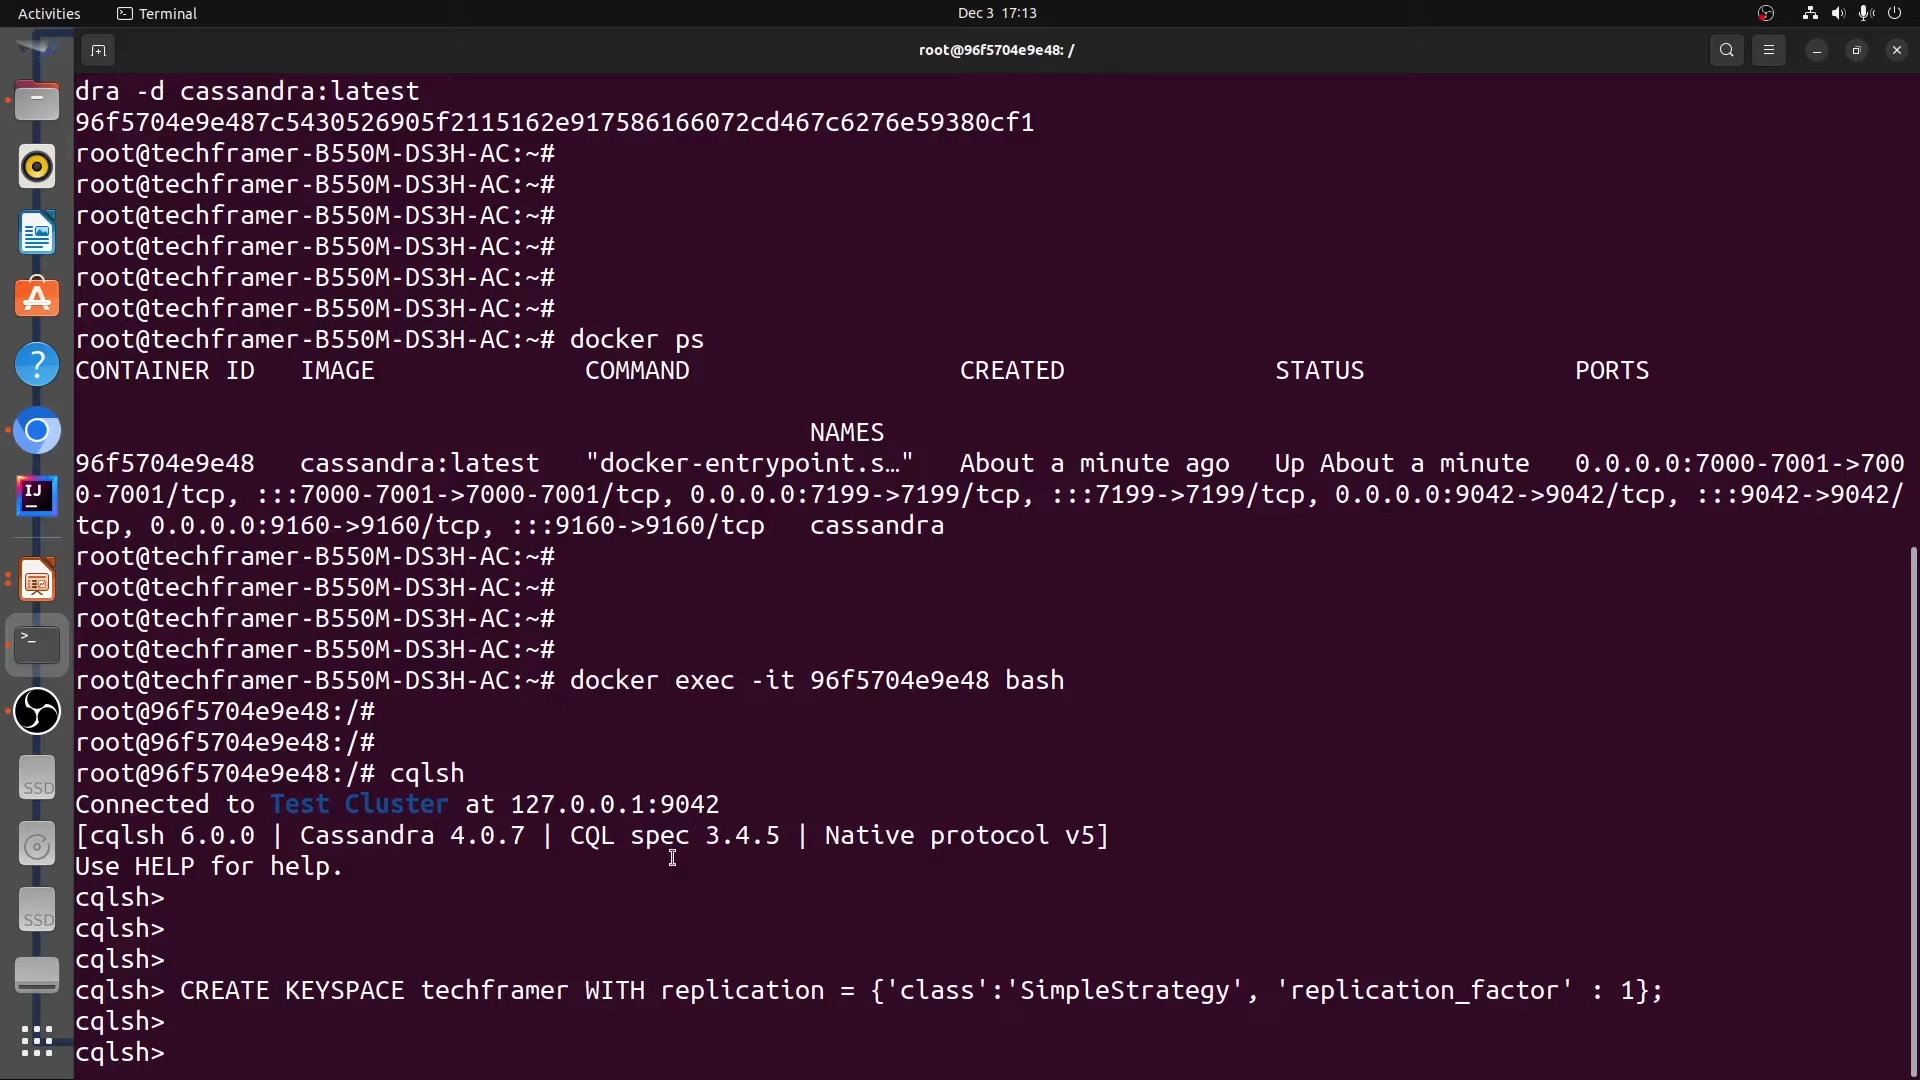 Activities Terminal Dec 3 17:13
root@96f5704e9e48: /
dra -d cassandra:latest
96f5704e9e487c5430526905f2115162e917586166072cd467c6276e59380cf1
root@techframer-B550M-DS3H-AC:~#
root@techframer-B550M-DS3H-AC:~#
root@techframer-B550M-DS3H-AC:~#
root@techframer-B550M-DS3H-AC:~#
root@techframer-B550M-DS3H-AC:~#
root@techframer-B550M-DS3H-AC:~#
root@techframer-B550M-DS3H-AC:~# docker ps
CONTAINER ID   IMAGE              COMMAND                  CREATED              STATUS              PORTS
NAMES
96f5704e9e48   cassandra:latest   "docker-entrypoint.s…"   About a minute ago   Up About a minute   0.0.0.0:7000-7001->700
0-7001/tcp, :::7000-7001->7000-7001/tcp, 0.0.0.0:7199->7199/tcp, :::7199->7199/tcp, 0.0.0.0:9042->9042/tcp, :::9042->9042/
tcp, 0.0.0.0:9160->9160/tcp, :::9160->9160/tcp   cassandra
root@techframer-B550M-DS3H-AC:~#
root@techframer-B550M-DS3H-AC:~#
root@techframer-B550M-DS3H-AC:~#
root@techframer-B550M-DS3H-AC:~#
root@techframer-B550M-DS3H-AC:~# docker exec -it 96f5704e9e48 bash
root@96f5704e9e48:/#
root@96f5704e9e48:/#
root@96f5704e9e48:/# cqlsh
Connected to Test Cluster at 127.0.0.1:9042
[cqlsh 6.0.0 | Cassandra 4.0.7 | CQL spec 3.4.5 | Native protocol v5]
Use HELP for help.
cqlsh>
cqlsh>
cqlsh>
cqlsh> CREATE KEYSPACE techframer WITH replication = {'class':'SimpleStrategy', 'replication_factor' : 1};
cqlsh>
cqlsh>
IJ
SSD
SSD